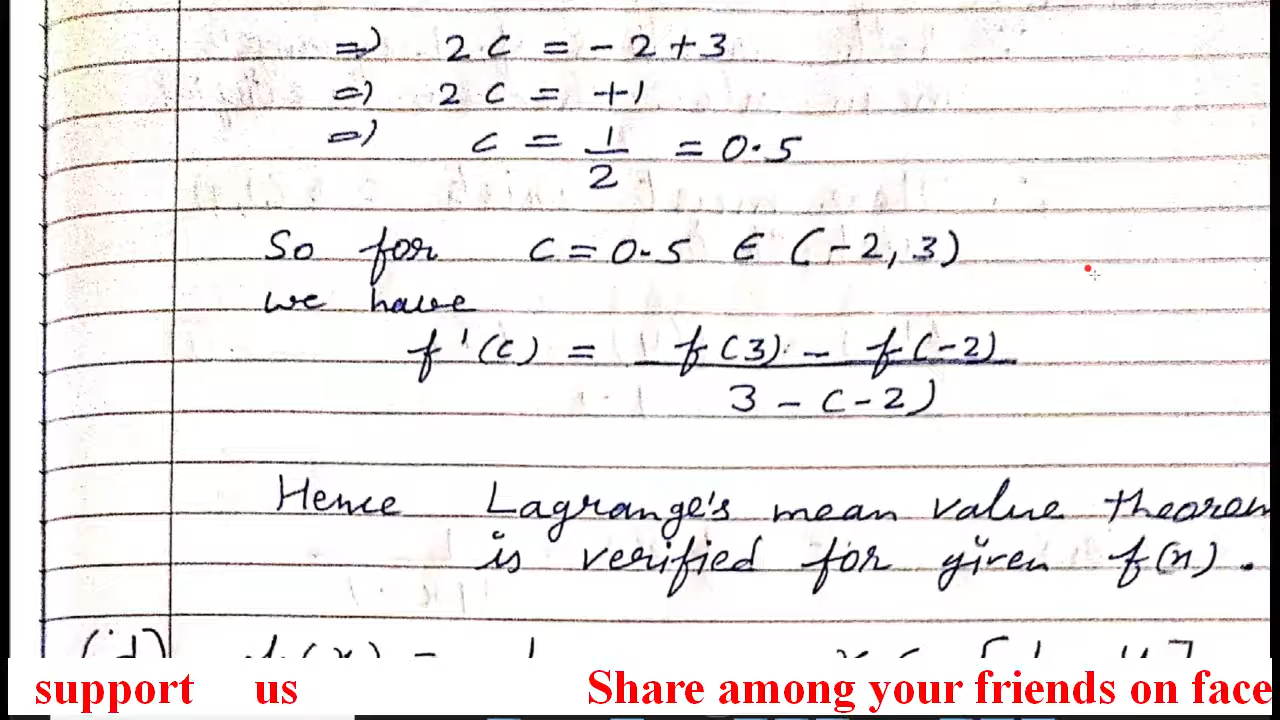 => 2c = -2+3
=> 2c = +1
=> c = 1/2 = 0.5
So for c = 0.5 ∈ (-2, 3)
we have
f'(c) = f(3) - f(-2) / 3 - (-2)
Hence Lagrange's mean value theorem
is verified for given f(x).
(d) f(x) =
support us Share among your friends on face